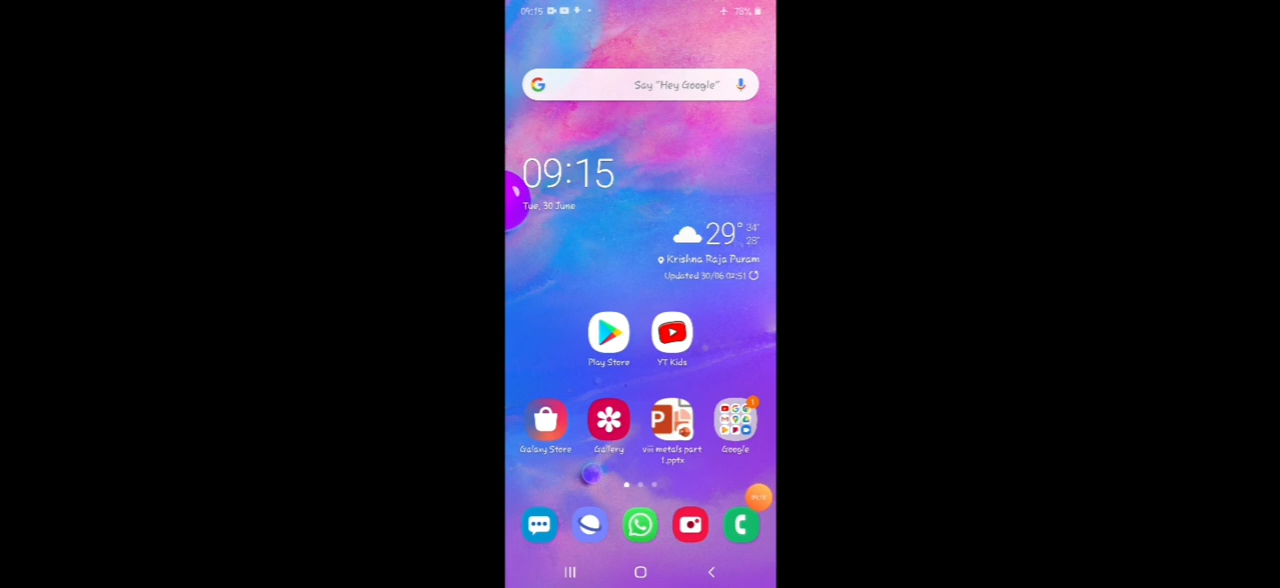 09:15
78%
Say "Hey Google"
09:15
Tue, 30 June
29° 34°
28°
Krishna Raja Puram
Updated 30/06 02:51
Play Store
YT Kids
Galaxy Store
Gallery
viii metals part
1.pptx
Google
1